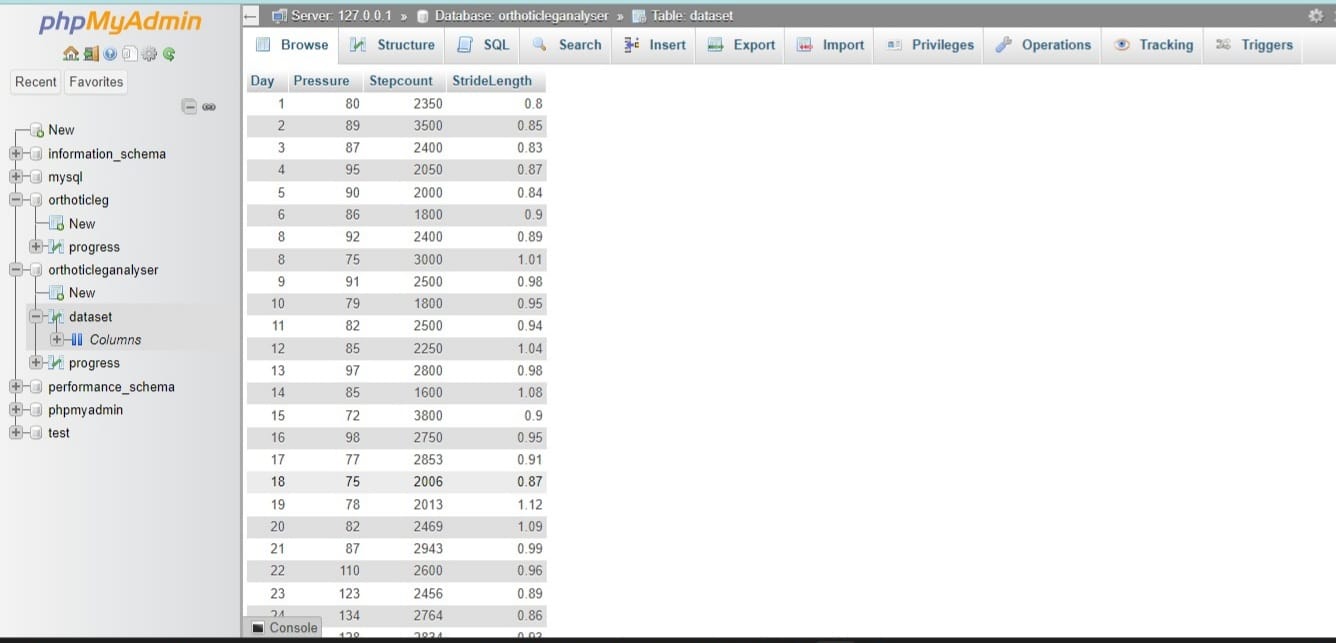 phpMyAdmin
Recent Favorites
New
information_schema
mysql
orthoticleg
New
progress
orthoticleganalyser
New
dataset
Columns
progress
performance_schema
phpmyadmin
test
Server: 127.0.0.1 » Database: orthoticleganalyser » Table: dataset
Browse Structure SQL Search Insert Export Import Privileges Operations Tracking Triggers
Day Pressure Stepcount StrideLength
1 80 2350 0.8
2 89 3500 0.85
3 87 2400 0.83
4 95 2050 0.87
5 90 2000 0.84
6 86 1800 0.9
8 92 2400 0.89
8 75 3000 1.01
9 91 2500 0.98
10 79 1800 0.95
11 82 2500 0.94
12 85 2250 1.04
13 97 2800 0.98
14 85 1600 1.08
15 72 3800 0.9
16 98 2750 0.95
17 77 2853 0.91
18 75 2006 0.87
19 78 2013 1.12
20 82 2469 1.09
21 87 2943 0.99
22 110 2600 0.96
23 123 2456 0.89
24 134 2764 0.86
Console